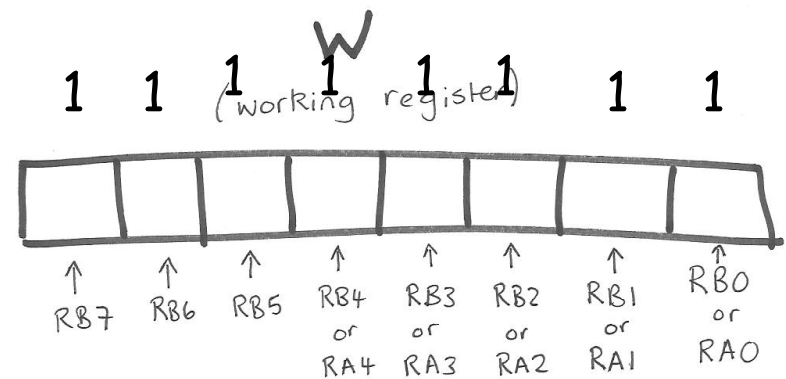 W
1 1 1 1 1 1 1 1
(working register)
RB7 RB6 RB5 RB4 RB3 RB2 RB1 RB0
or or or or or
RA4 RA3 RA2 RA1 RA0